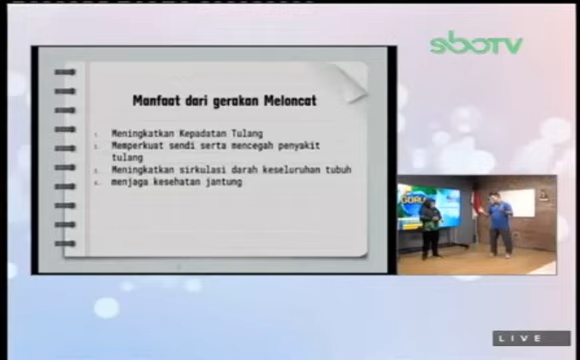 sboTV
Manfaat dari gerakan Meloncat
1. Meningkatkan Kepadatan Tulang
2. Memperkuat sendi serta mencegah penyakit
tulang
3. Meningkatkan sirkulasi darah keseluruhan tubuh
4. menjaga kesehatan jantung
LIVE